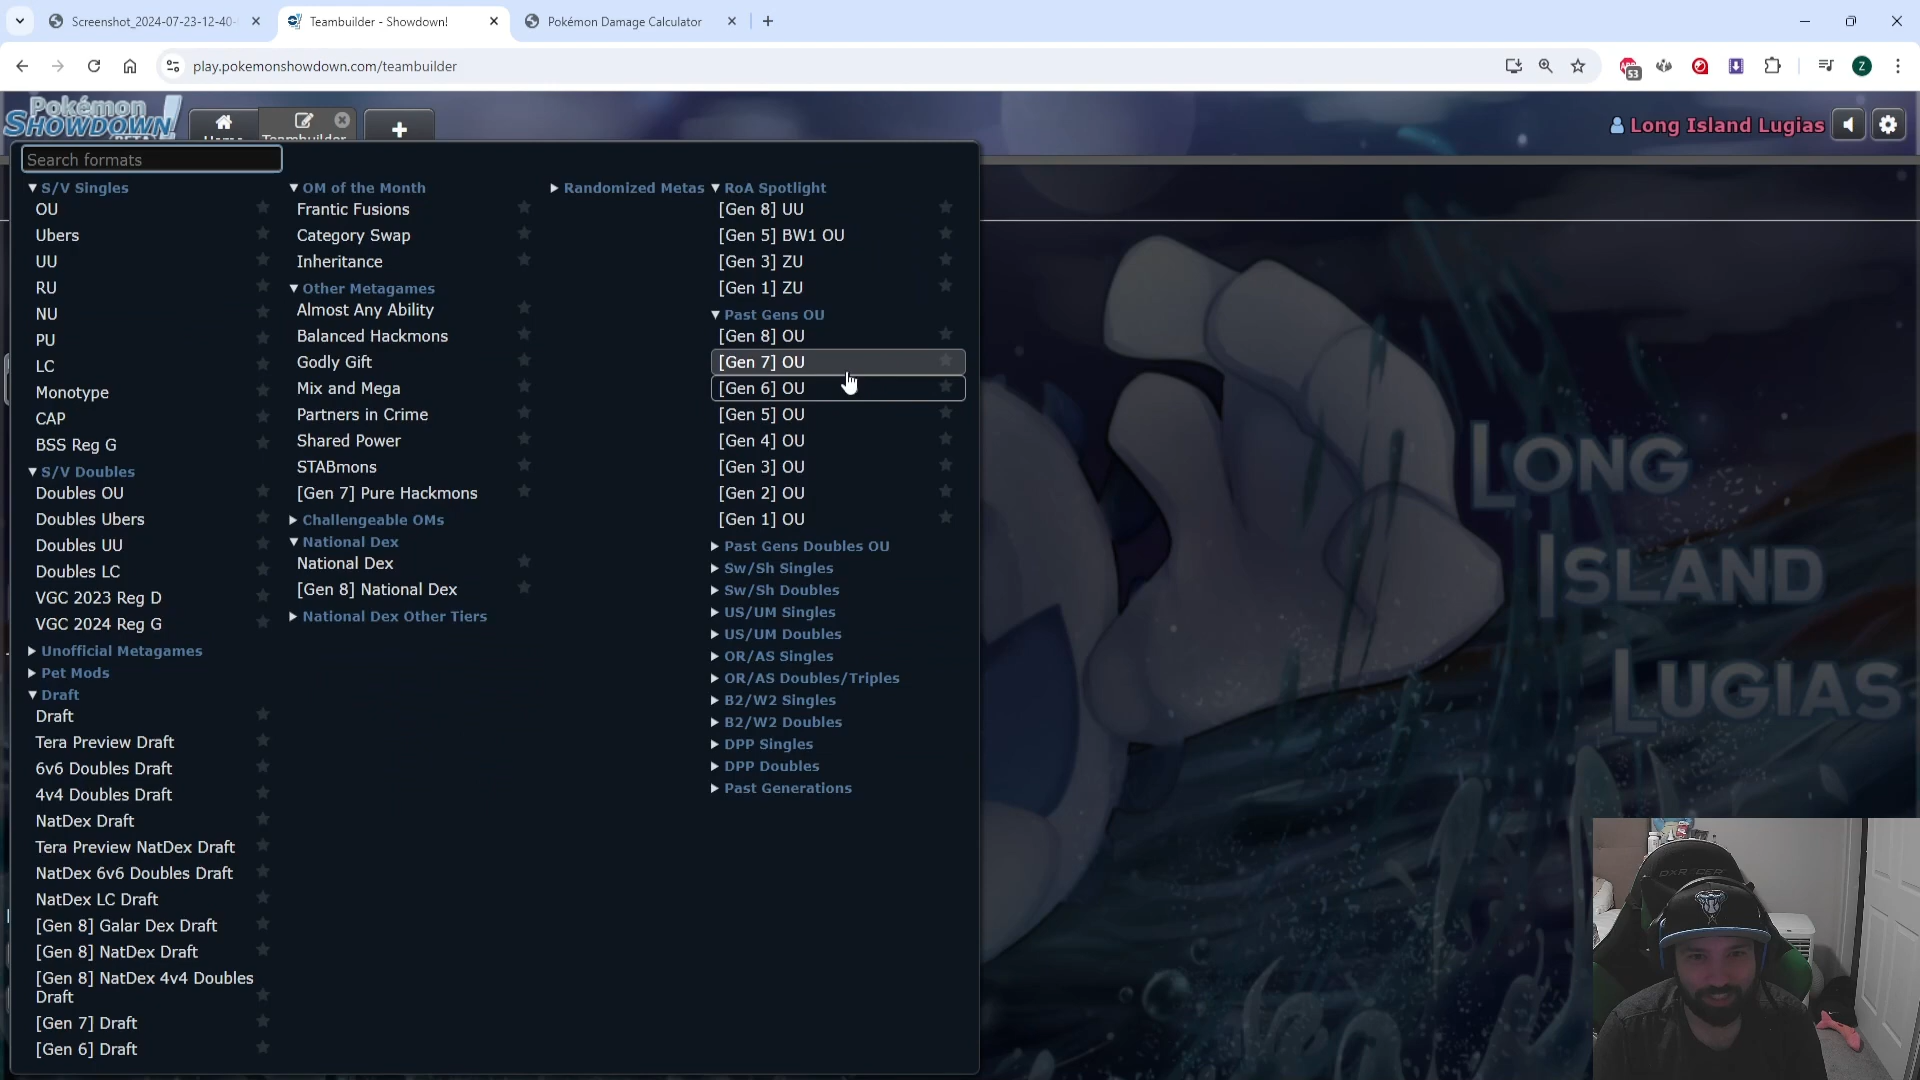 Screenshot_2024-07-23-12-40-
Teambuilder - Showdown!
Pokémon Damage Calculator
play.pokemonshowdown.com/teambuilder
53
Z
Pokémon
SHOWDOWN!
BETA
Teambuilder
Long Island Lugias
Search formats
S/V Singles
OU
Ubers
UU
RU
NU
PU
LC
Monotype
CAP
BSS Reg G
S/V Doubles
Doubles OU
Doubles Ubers
Doubles UU
Doubles LC
VGC 2023 Reg D
VGC 2024 Reg G
Unofficial Metagames
Pet Mods
Draft
Draft
Tera Preview Draft
6v6 Doubles Draft
4v4 Doubles Draft
NatDex Draft
Tera Preview NatDex Draft
NatDex 6v6 Doubles Draft
NatDex LC Draft
[Gen 8] Galar Dex Draft
[Gen 8] NatDex Draft
[Gen 8] NatDex 4v4 Doubles
Draft
[Gen 7] Draft
[Gen 6] Draft
OM of the Month
Frantic Fusions
Category Swap
Inheritance
Other Metagames
Almost Any Ability
Balanced Hackmons
Godly Gift
Mix and Mega
Partners in Crime
Shared Power
STABmons
[Gen 7] Pure Hackmons
Challengeable OMs
National Dex
National Dex
[Gen 8] National Dex
National Dex Other Tiers
Randomized Metas
RoA Spotlight
[Gen 8] UU
[Gen 5] BW1 OU
[Gen 3] ZU
[Gen 1] ZU
Past Gens OU
[Gen 8] OU
[Gen 7] OU
[Gen 6] OU
[Gen 5] OU
[Gen 4] OU
[Gen 3] OU
[Gen 2] OU
[Gen 1] OU
Past Gens Doubles OU
Sw/Sh Singles
Sw/Sh Doubles
US/UM Singles
US/UM Doubles
OR/AS Singles
OR/AS Doubles/Triples
B2/W2 Singles
B2/W2 Doubles
DPP Singles
DPP Doubles
Past Generations
LONG
ISLAND
LUGIAS